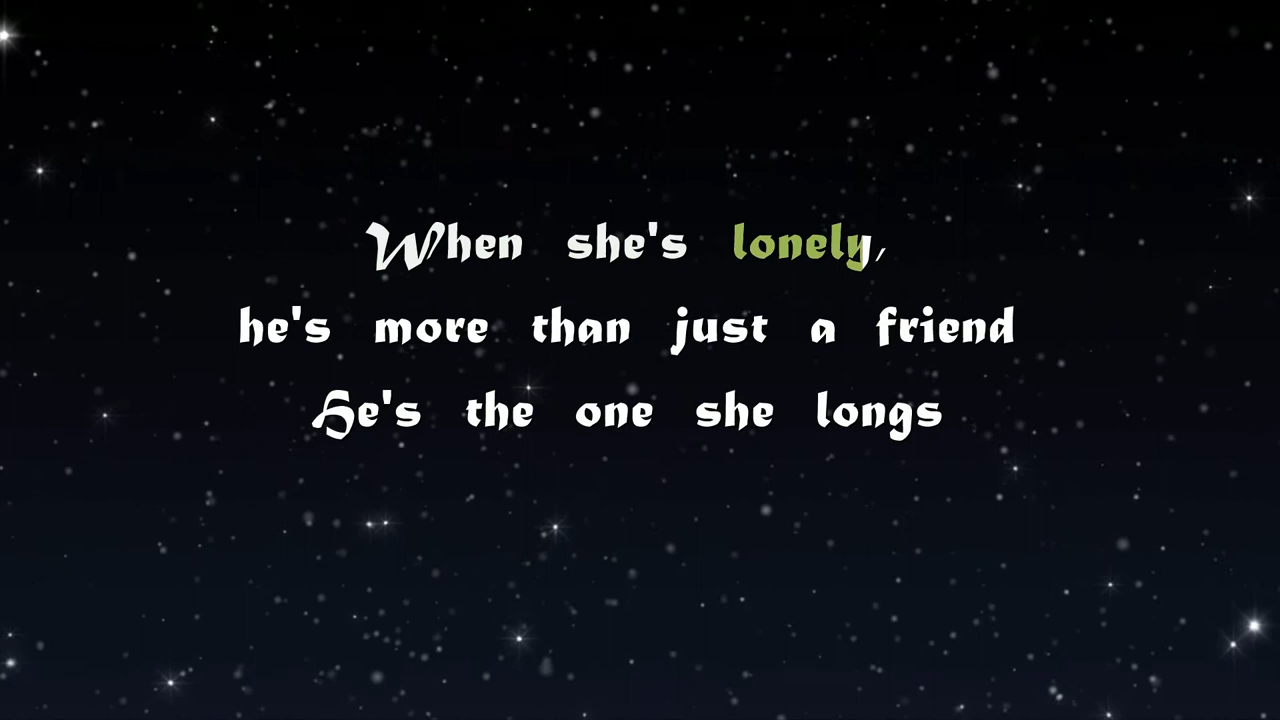 When she's lonely,
he's more than just a friend
He's the one she longs